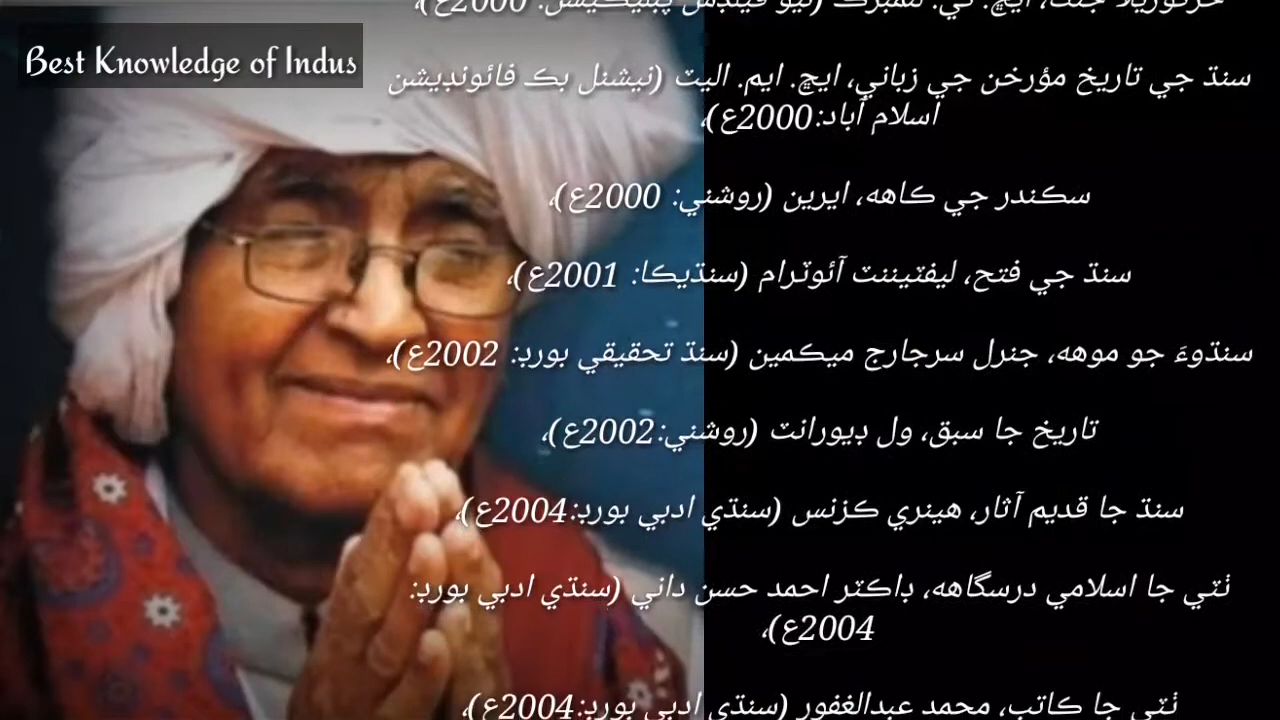 Best Knowledge of Indus
سنڌ جي تاريخ مؤرخن جي زباني، ايڇ. ايم. اليٽ (نيشنل بڪ فائونڊيشن
اسلام آباد:2000ع)،
سڪندر جي ڪاهه، ايرين (روشني: 2000ع)،
سنڌ جي فتح، ليفٽيننٽ آئوٽرام (سنڌيڪا: 2001ع)،
سنڌوءَ جو موهه، جنرل سرجارج ميڪمين (سنڌ تحقيقي بورڊ: 2002ع)،
تاريخ جا سبق، ول ڊيورانٽ (روشني:2002ع)،
سنڌ جا قديم آثار، هينري ڪزنس (سنڌي ادبي بورڊ:2004ع)،
ٺٽي جا اسلامي درسگاهه، ڊاڪٽر احمد حسن داني (سنڌي ادبي بورڊ:
2004ع)،
ٺٽي جا ڪاتب، محمد عبدالغفور (سنڌي ادبي بورڊ:2004ع)،